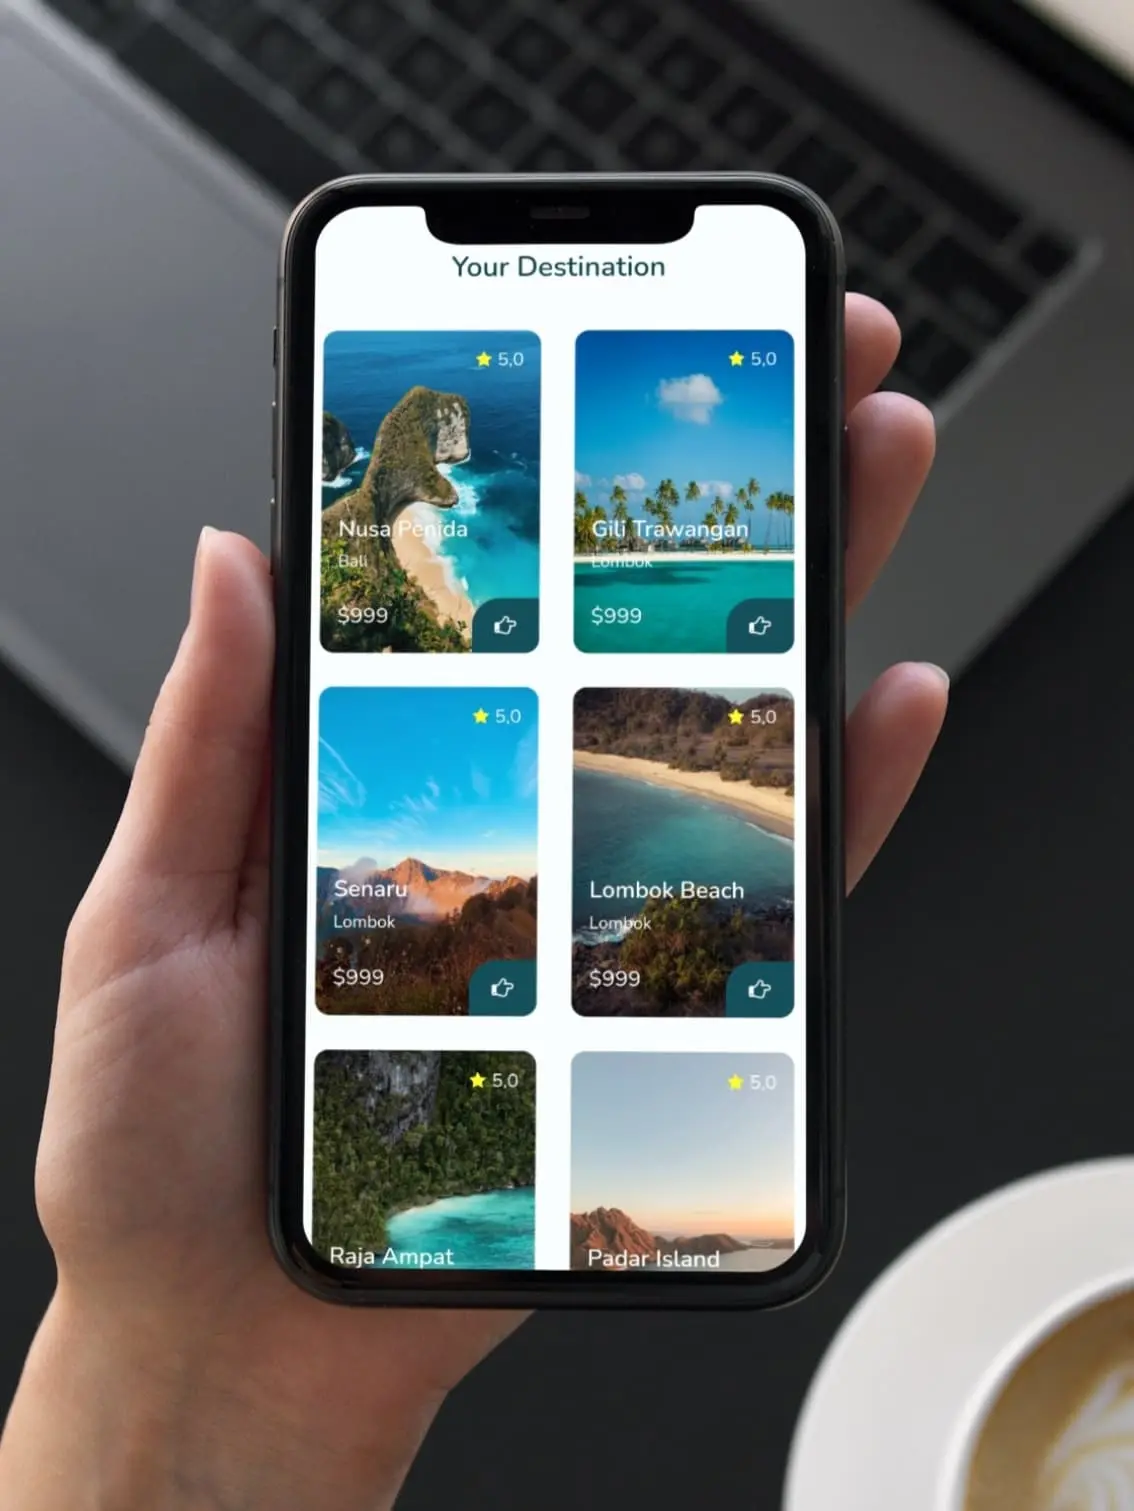 Your Destination
5,0
Nusa Penida
Bali
$999
5,0
Gili Trawangan
Lombok
$999
5,0
Senaru
Lombok
$999
5,0
Lombok Beach
Lombok
$999
5,0
Raja Ampat
5,0
Padar Island